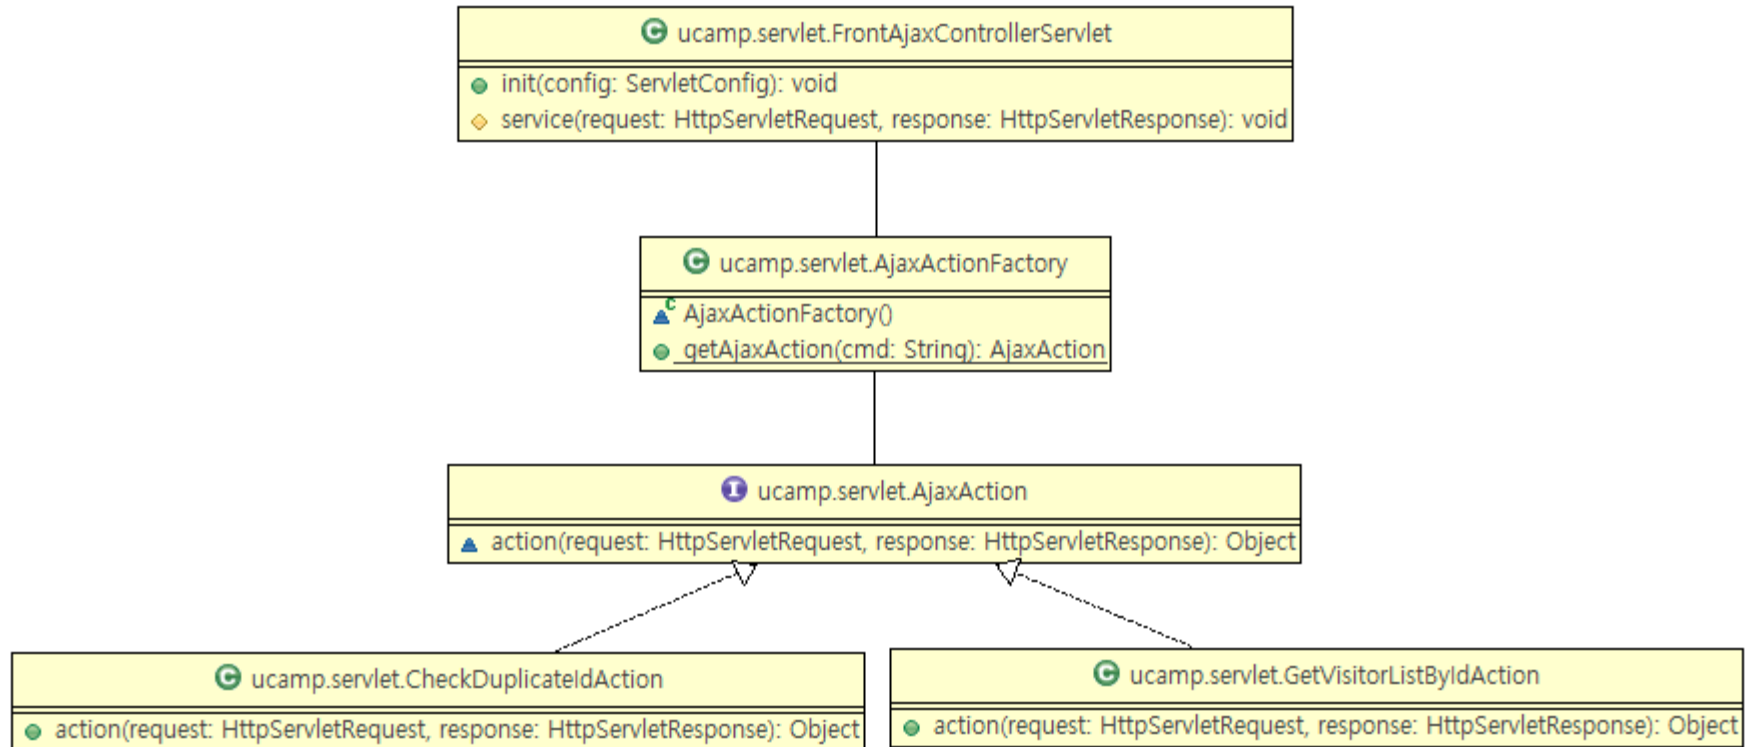 C ucamp.servlet.FrontAjaxControllerServlet
init(config: ServletConfig): void
service(request: HttpServletRequest, response: HttpServletResponse): void
C ucamp.servlet.AjaxActionFactory
C AjaxActionFactory()
getAjaxAction(cmd: String): AjaxAction
I ucamp.servlet.AjaxAction
action(request: HttpServletRequest, response: HttpServletResponse): Object
C ucamp.servlet.CheckDuplicateIdAction
action(request: HttpServletRequest, response: HttpServletResponse): Object
C ucamp.servlet.GetVisitorListByIdAction
action(request: HttpServletRequest, response: HttpServletResponse): Object